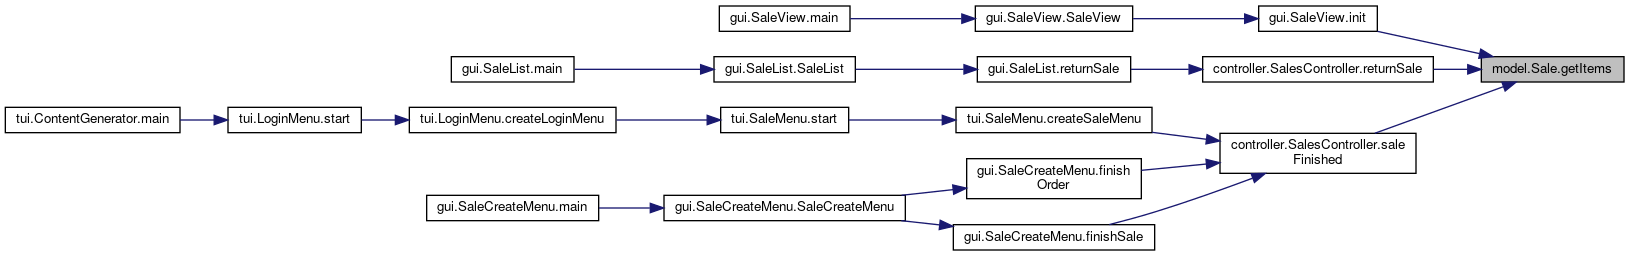 gui.SaleView.main
gui.SaleView.SaleView
gui.SaleView.init
gui.SaleList.main
gui.SaleList.SaleList
gui.SaleList.returnSale
controller.SalesController.returnSale
model.Sale.getItems
tui.ContentGenerator.main
tui.LoginMenu.start
tui.LoginMenu.createLoginMenu
tui.SaleMenu.start
tui.SaleMenu.createSaleMenu
controller.SalesController.sale
Finished
gui.SaleCreateMenu.finish
Order
gui.SaleCreateMenu.main
gui.SaleCreateMenu.SaleCreateMenu
gui.SaleCreateMenu.finishSale